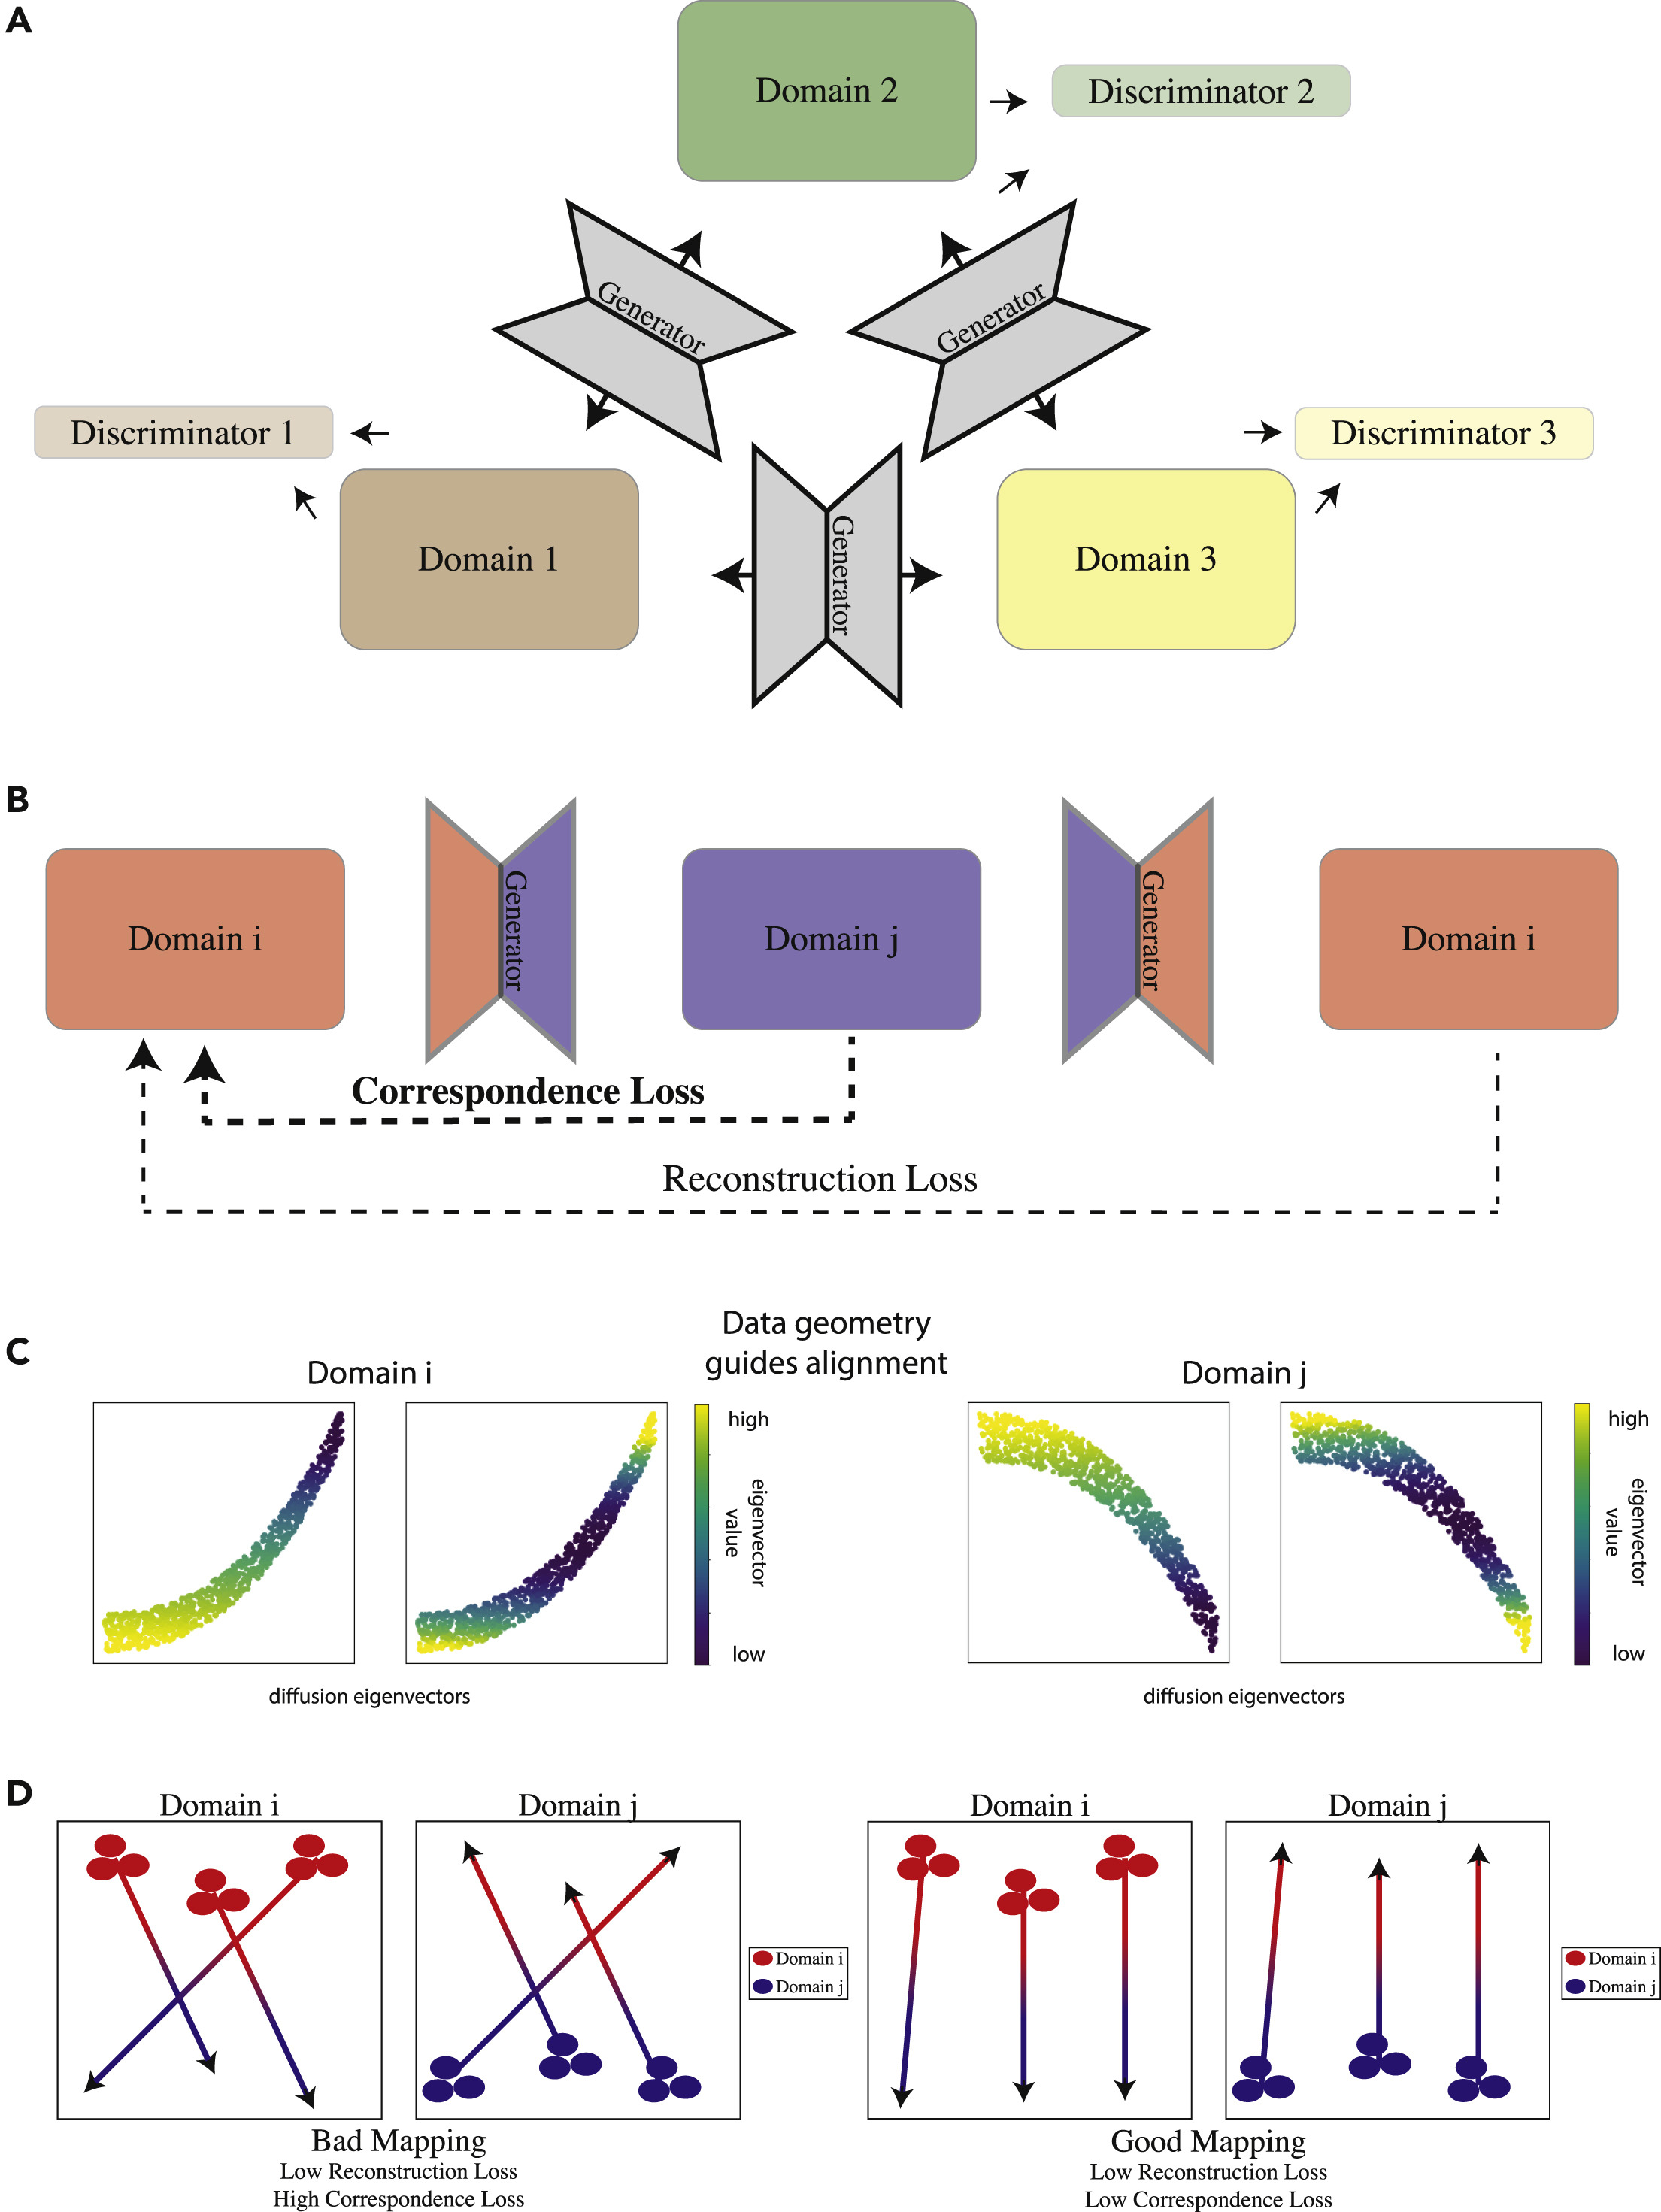 A
Domain 2
Discriminator 2
Generator
Generator
Discriminator 1
Discriminator 3
Domain 1
Generator
Domain 3
B
Domain i
Generator
Domain j
Generator
Domain i
Correspondence Loss
Reconstruction Loss
C
Data geometry
guides alignment
Domain i
Domain j
high
eigenvector
value
low
high
eigenvector
value
low
diffusion eigenvectors
diffusion eigenvectors
D
Domain i
Domain j
Domain i
Domain j
Domain i
Domain j
Domain i
Domain j
Bad Mapping
Low Reconstruction Loss
High Correspondence Loss
Good Mapping
Low Reconstruction Loss
Low Correspondence Loss